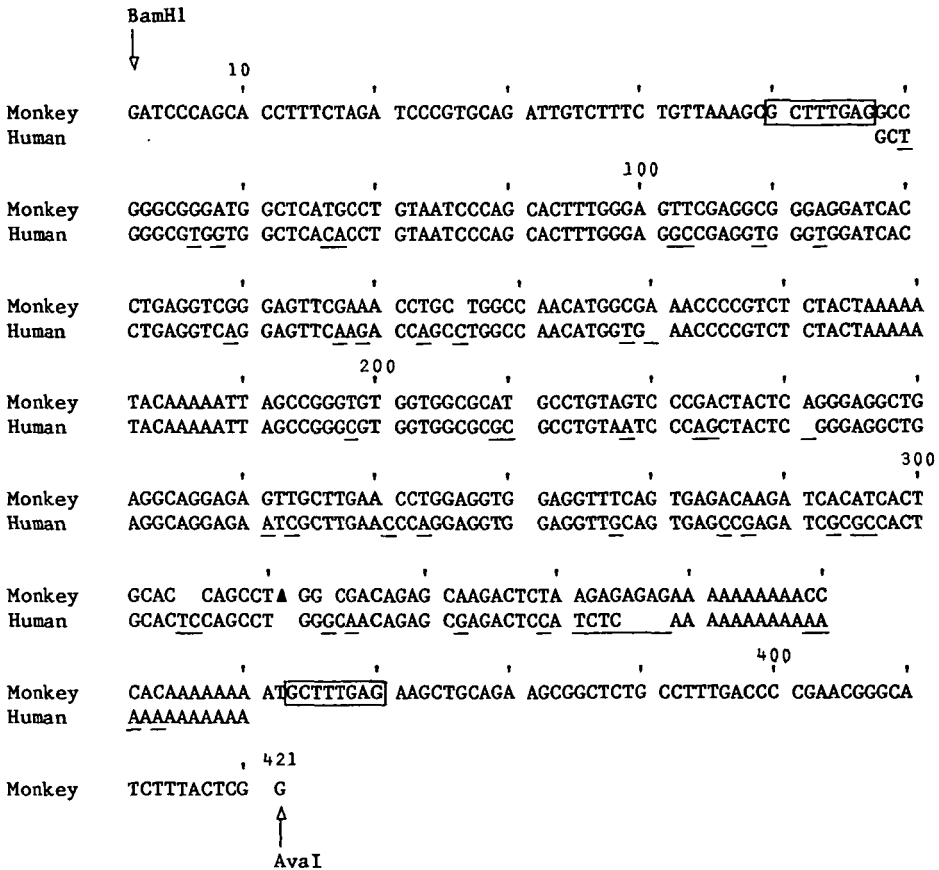 BamH1
10
Monkey GATCCCAGCA CCTTTCTAGA TCCCGTGCAG ATTGTCTTTC TGTTAAAGCG CTTTGAGGCC
Human GCT
100
Monkey GGGCGGGATG GCTCATGCCT GTAATCCCAG CACTTTGGGA GTTCGAGGCG GGAGGATCAC
Human GGGCGTGGTG GCTCACACCT GTAATCCCAG CACTTTGGGAG GCCGAGGTG GGTGGATCAC
Monkey CTGAGGTCGG GAGTTCGAAA CCTGC TGGCC AACATGGCGA AACCCCGTCT CTACTAAAAA
Human CTGAGGTCAG GAGTTCAAGA CCAGCCTGGCC AACATGGTG AACCCCGTCT CTACTAAAAA
200
Monkey TACAAAAATT AGCCGGGTGT GGTGGCGCAT GCCTGTAGTC CCGACTACTC AGGGAGGCTG
Human TACAAAAATT AGCCGGGCGT GGTGGCGCGC GCCTGTAATC CCAGCTACTC GGGAGGCTG
300
Monkey AGGCAGGAGA GTTGCTTGAA CCTGGAGGTG GAGGTTTCAG TGAGACAAGA TCACATCACT
Human AGGCAGGAGA ATCGCTTGAACCCAGGAGGTG GAGGTTGCAG TGAGCCGAGA TCGCGCCACT
Monkey GCAC CAGCCT▲ GG CGACAGAG CAAGACTCTA AGAGAGAGAA AAAAAAAACC
Human GCACTCCAGCCT GGGCAACAGAG CGAGACTCCA TCTC AA AAAAAAAAAA
400
Monkey CACAAAAAAA ATGCTTTGAG AAGCTGCAGA AGCGGCTCTG CCTTTGACCC CGAACGGGCA
Human AAAAAAAAAA
421
Monkey TCTTTACTCG G
AvaI